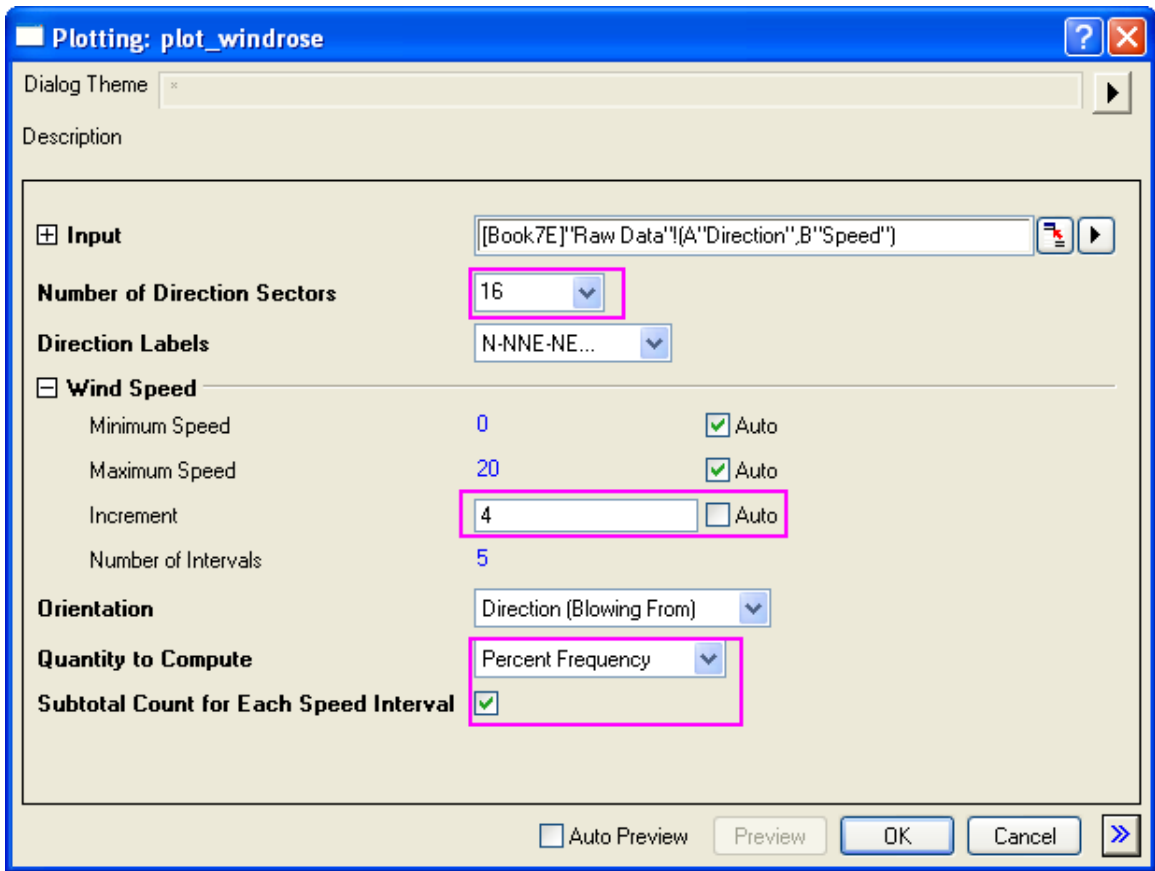 Plotting: plot_windrose
Dialog Theme *
Description
Input [Book7E]"Raw Data"!(A"Direction",B"Speed")
Number of Direction Sectors 16
Direction Labels N-NNE-NE...
Wind Speed
Minimum Speed 0 Auto
Maximum Speed 20 Auto
Increment 4 Auto
Number of Intervals 5
Orientation Direction (Blowing From)
Quantity to Compute Percent Frequency
Subtotal Count for Each Speed Interval
Auto Preview Preview OK Cancel